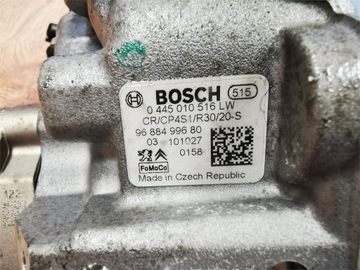 BOSCH 515
0 445 010 516 LW
CR/CP4S1/R30/20-S
96 884 996 80
03 101027
0158
FoMoCo
Made in Czech Republic
122